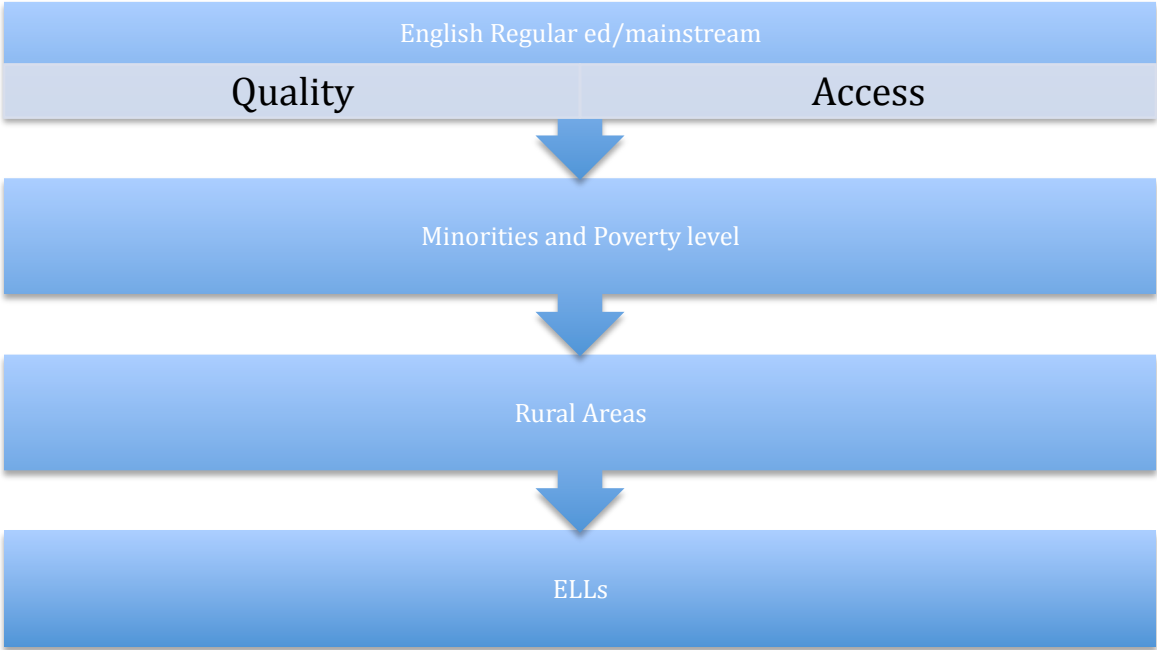 English Regular ed/mainstream
Quality
Access
Minorities and Poverty level
Rural Areas
ELLs